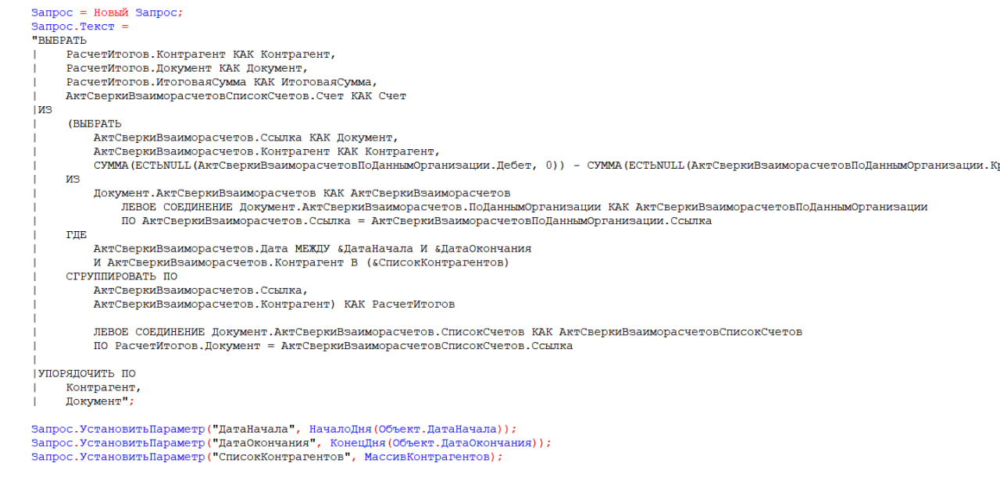 Запрос = Новый Запрос;
Запрос.Текст =
"ВЫБРАТЬ
|    РасчетИтогов.Контрагент КАК Контрагент,
|    РасчетИтогов.Документ КАК Документ,
|    РасчетИтогов.ИтоговаяСумма КАК ИтоговаяСумма,
|    АктСверкиВзаиморасчетовСписокСчетов.Счет КАК Счет
|ИЗ
|    (ВЫБРАТЬ
|        АктСверкиВзаиморасчетов.Ссылка КАК Документ,
|        АктСверкиВзаиморасчетов.Контрагент КАК Контрагент,
|        СУММА(ЕСТЬNULL(АктСверкиВзаиморасчетовПоДаннымОрганизации.Дебет, 0)) - СУММА(ЕСТЬNULL(АктСверкиВзаиморасчетовПоДаннымОрганизации.Кр
|    ИЗ
|        Документ.АктСверкиВзаиморасчетов КАК АктСверкиВзаиморасчетов
|            ЛЕВОЕ СОЕДИНЕНИЕ Документ.АктСверкиВзаиморасчетов.ПоДаннымОрганизации КАК АктСверкиВзаиморасчетовПоДаннымОрганизации
|            ПО АктСверкиВзаиморасчетов.Ссылка = АктСверкиВзаиморасчетовПоДаннымОрганизации.Ссылка
|    ГДЕ
|        АктСверкиВзаиморасчетов.Дата МЕЖДУ &ДатаНачала И &ДатаОкончания
|        И АктСверкиВзаиморасчетов.Контрагент В (&СписокКонтрагентов)
|    СГРУППИРОВАТЬ ПО
|        АктСверкиВзаиморасчетов.Ссылка,
|        АктСверкиВзаиморасчетов.Контрагент) КАК РасчетИтогов
|
|        ЛЕВОЕ СОЕДИНЕНИЕ Документ.АктСверкиВзаиморасчетов.СписокСчетов КАК АктСверкиВзаиморасчетовСписокСчетов
|        ПО РасчетИтогов.Документ = АктСверкиВзаиморасчетовСписокСчетов.Ссылка
|
|УПОРЯДОЧИТЬ ПО
|    Контрагент,
|    Документ";
Запрос.УстановитьПараметр("ДатаНачала", НачалоДня(Объект.ДатаНачала));
Запрос.УстановитьПараметр("ДатаОкончания", КонецДня(Объект.ДатаОкончания));
Запрос.УстановитьПараметр("СписокКонтрагентов", МассивКонтрагентов);